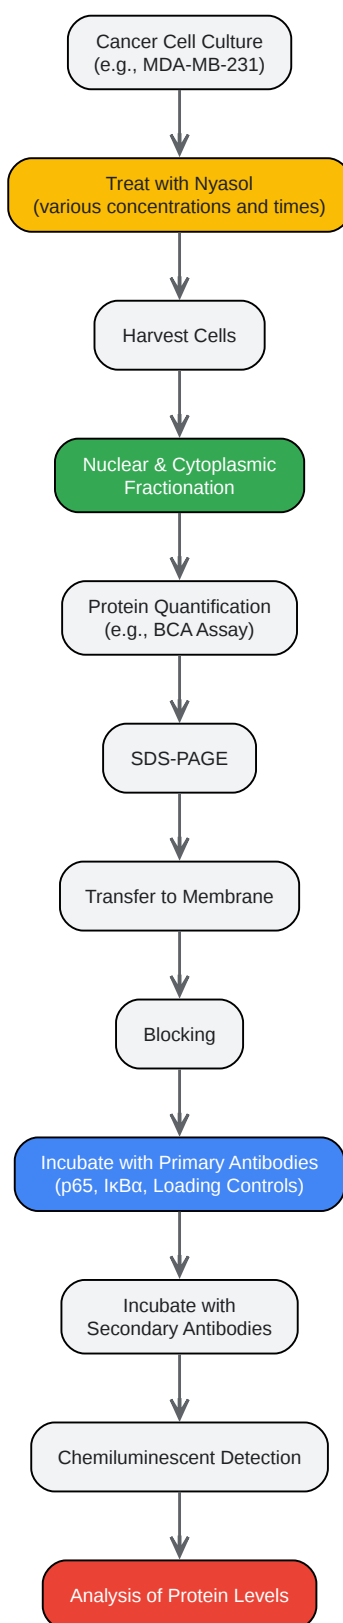 Cancer Cell Culture
(e.g., MDA-MB-231)
Treat with Nyasol
(various concentrations and times)
Harvest Cells
Nuclear & Cytoplasmic
Fractionation
Protein Quantification
(e.g., BCA Assay)
SDS-PAGE
Transfer to Membrane
Blocking
Incubate with Primary Antibodies
(p65, IκBα, Loading Controls)
Incubate with
Secondary Antibodies
Chemiluminescent Detection
Analysis of Protein Levels